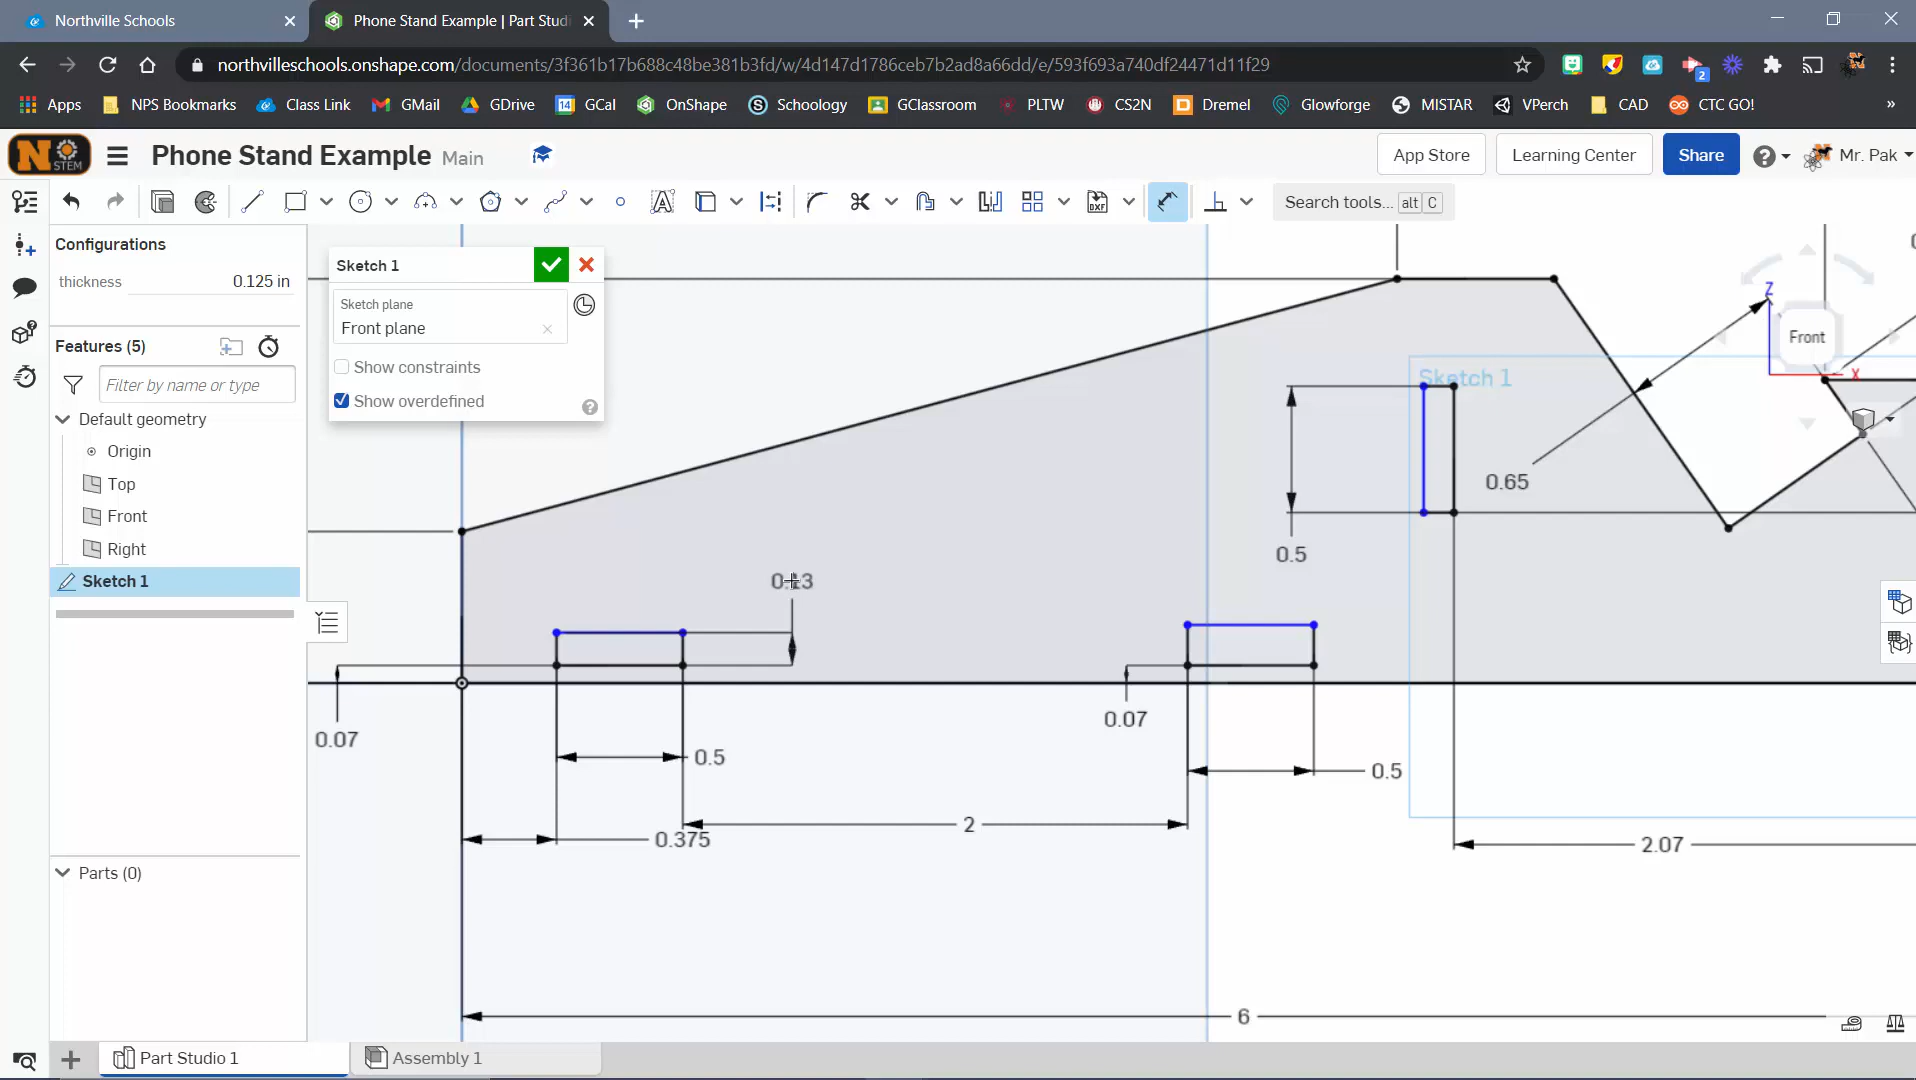 Northville Schools
Phone Stand Example | Part Studi
northvilleschools.onshape.com/documents/3f361b17b688c48be381b3fd/w/4d147d1786ceb7b2ad8a66dd/e/593f693a740df24471d11f29
2
Apps NPS Bookmarks Class Link GMail GDrive 14 GCal OnShape Schoology GClassroom PLTW CS2N Dremel Glowforge MISTAR VPerch CAD CTC GO! »
N STEM
Phone Stand Example Main
App Store Learning Center Share Mr. Pak
Search tools... alt C
Configurations
thickness 0.125 in
Features (5)
Filter by name or type
Default geometry
Origin
Top
Front
Right
Sketch 1
Parts (0)
Sketch 1
Sketch plane
Front plane
Show constraints
Show overdefined
Sketch 1
Z
Front
X
0.65
0.5
0.07
0.5
0.375
2
0.07
0.5
2.07
6
Part Studio 1
Assembly 1